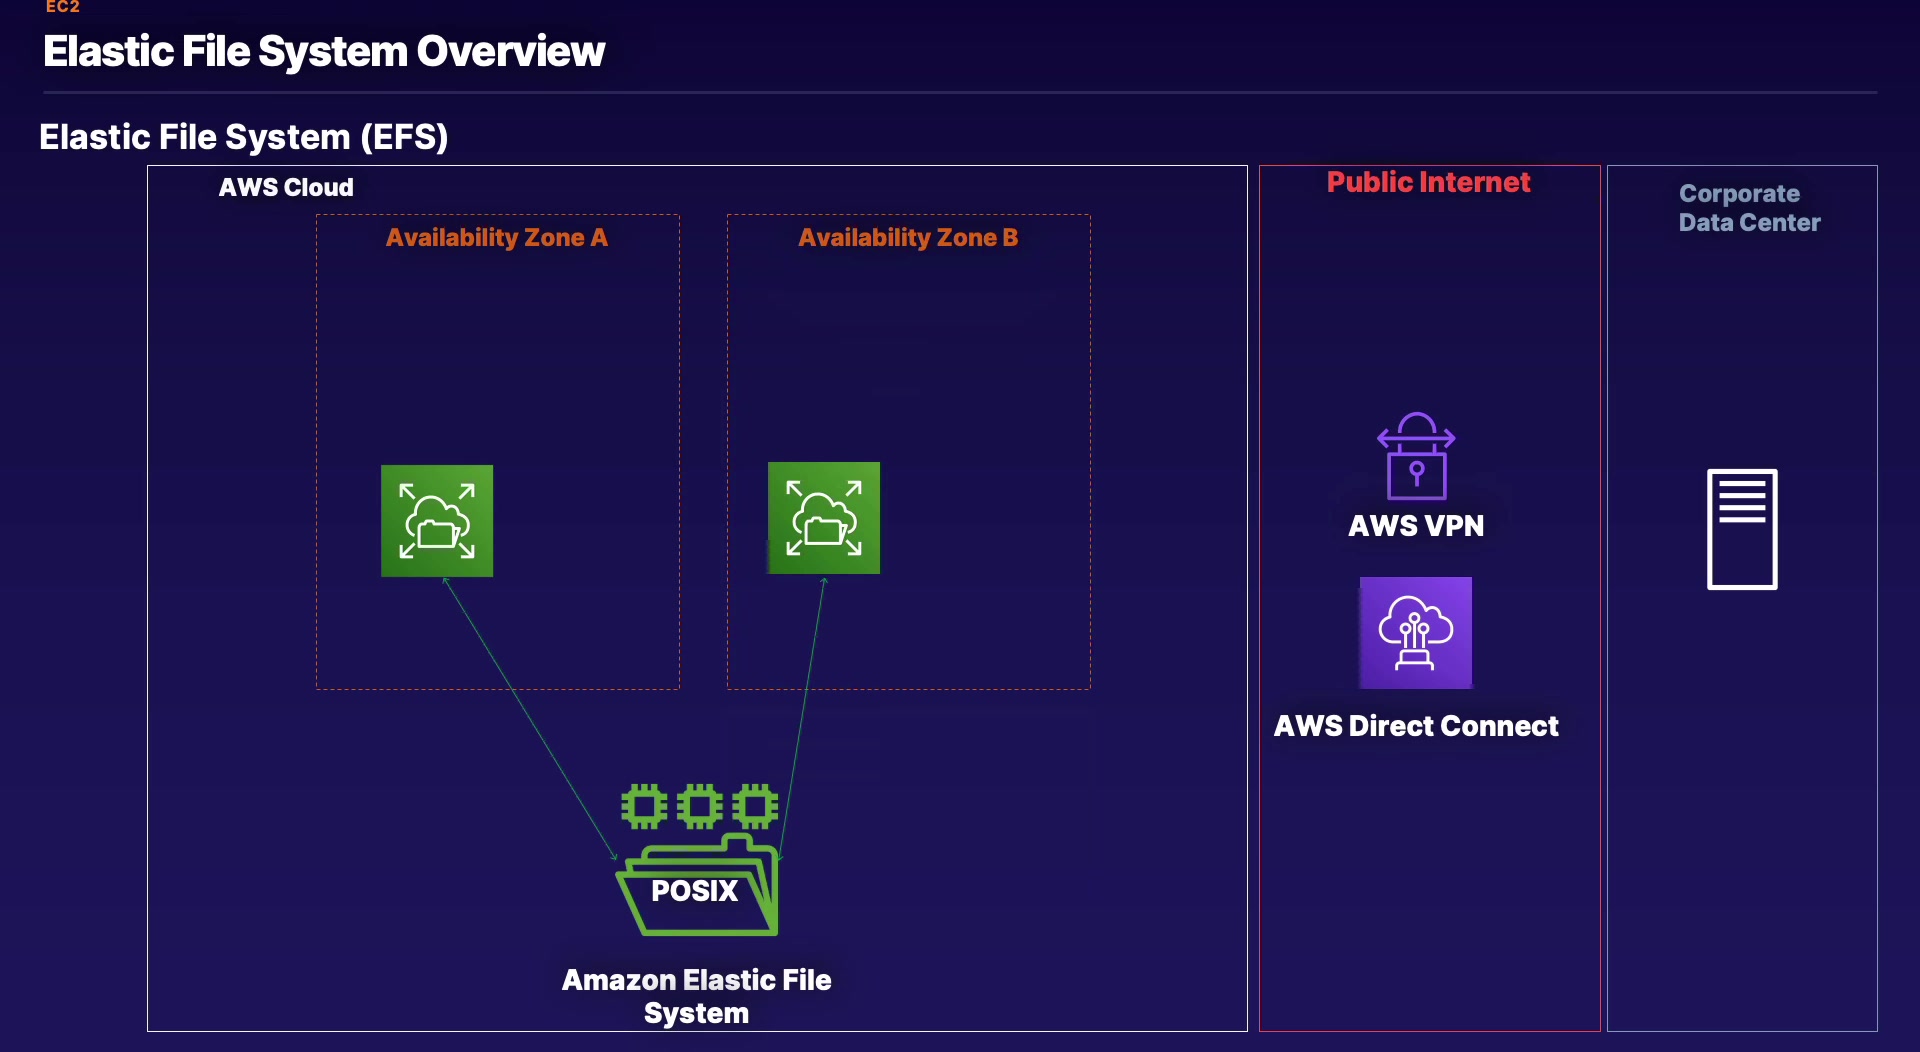 EC2
Elastic File System Overview
Elastic File System (EFS)
AWS Cloud
Public Internet
Corporate
Data Center
Availability Zone A
Availability Zone B
AWS VPN
AWS Direct Connect
POSIX
Amazon Elastic File
System